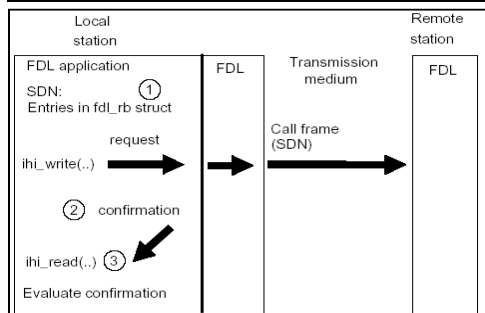 Local
station
Remote
station
FDL application
FDL
Transmission
medium
FDL
SDN:
1
Entries in fdl_rb struct
request
Call frame
(SDN)
ihi_write(..)
2 confirmation
ihi_read(..) 3
Evaluate confirmation